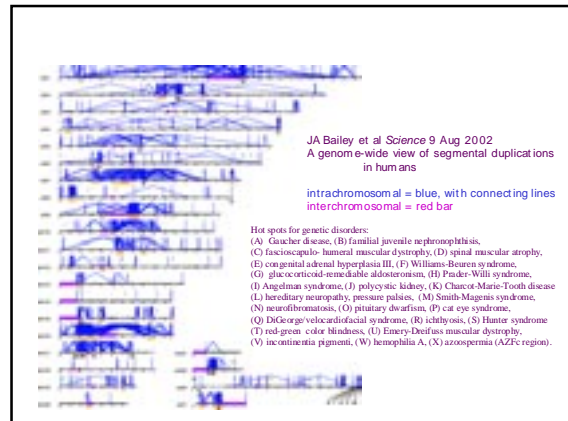 JA Bailey et al Science 9 Aug 2002
A genome-wide view of segmental duplications
in humans
intrachromosomal = blue, with connecting lines
interchromosomal = red bar
Hot spots for genetic disorders:
(A) Gaucher disease, (B) familial juvenile nephronophthisis,
(C) fascioscapulo- humeral muscular dystrophy, (D) spinal muscular atrophy,
(E) congenital adrenal hyperplasia III, (F) Williams-Beuren syndrome,
(G) glucocorticoid-remediable aldosteronism, (H) Prader-Willi syndrome,
(I) Angelman syndrome, (J) polycystic kidney, (K) Charcot-Marie-Tooth disease
(L) hereditary neuropathy, pressure palsies, (M) Smith-Magenis syndrome,
(N) neurofibromatosis, (O) pituitary dwarfism, (P) cat eye syndrome,
(Q) DiGeorge/velocardiofacial syndrome, (R) ichthyosis, (S) Hunter syndrome
(T) red-green color blindness, (U) Emery-Dreifuss muscular dystrophy,
(V) incontinentia pigmenti, (W) hemophilia A, (X) azoospermia (AZFc region).